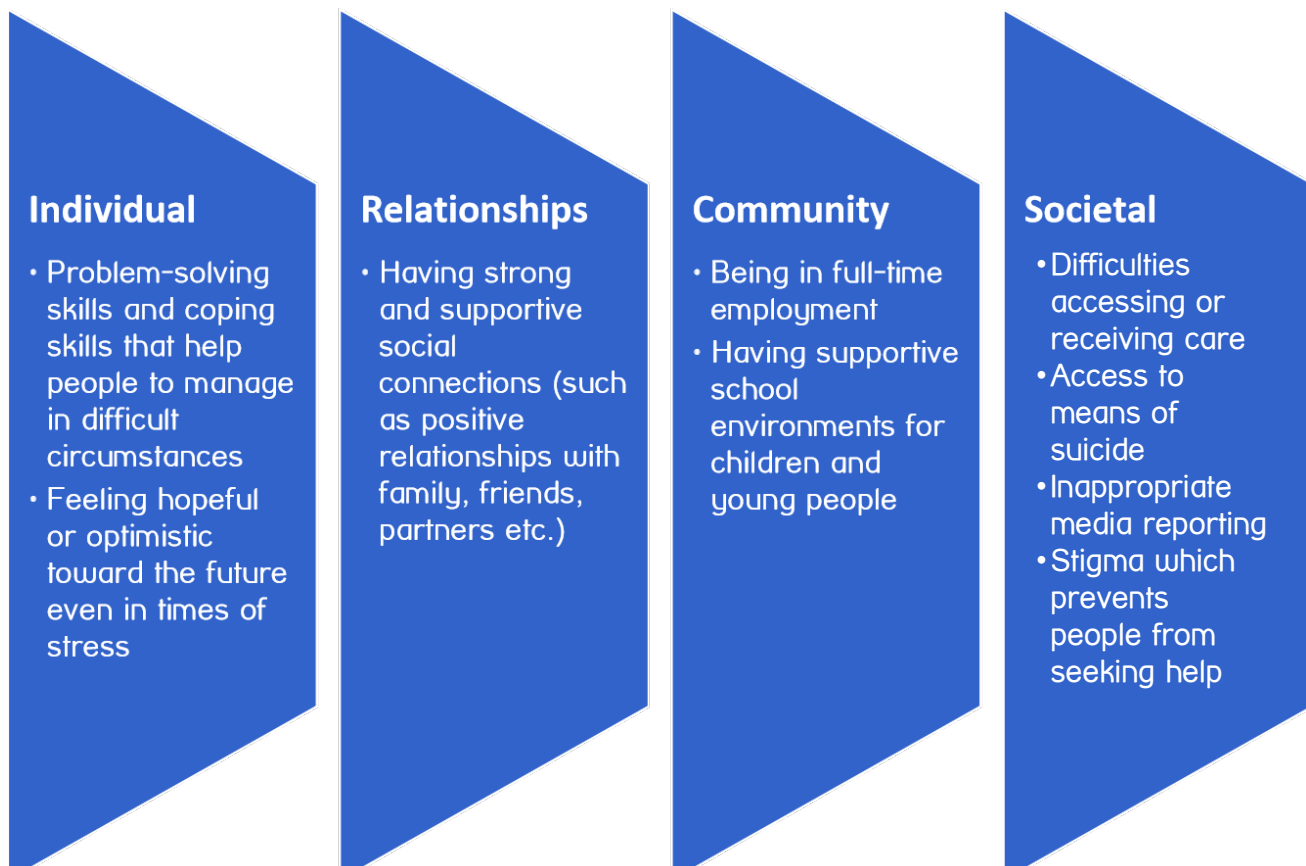 Individual
• Problem-solving
skills and coping
skills that help
people to manage
in difficult
circumstances
• Feeling hopeful
or optimistic
toward the future
even in times of
stress
Relationships
• Having strong
and supportive
social
connections (such
as positive
relationships with
family, friends,
partners etc.)
Community
• Being in full-time
employment
• Having supportive
school
environments for
children and
young people
Societal
• Difficulties
accessing or
receiving care
• Access to
means of
suicide
• Inappropriate
media reporting
• Stigma which
prevents
people from
seeking help